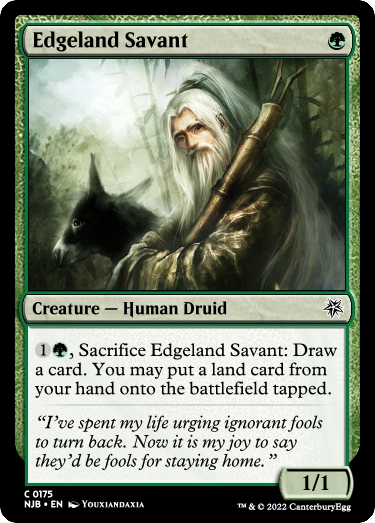 Edgeland Savant
Creature — Human Druid
1, Sacrifice Edgeland Savant: Draw
a card. You may put a land card from
your hand onto the battlefield tapped.
“I’ve spent my life urging ignorant fools
to turn back. Now it is my joy to say
they’d be fools for staying home.”
1/1
C 0175
NJB • EN Youxiandaxia
™ & © 2022 CanterburyEgg